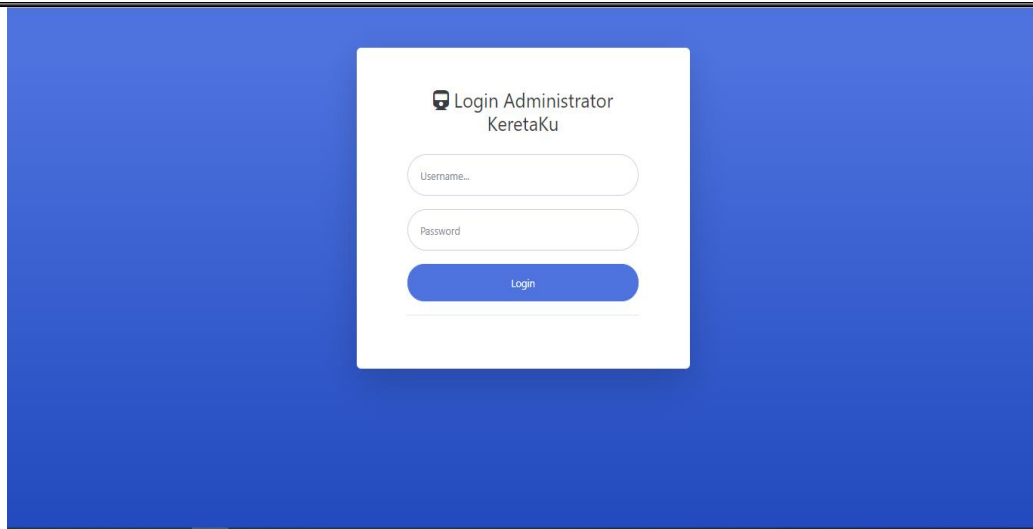 Login Administrator
KeretaKu
Username...
Password
Login